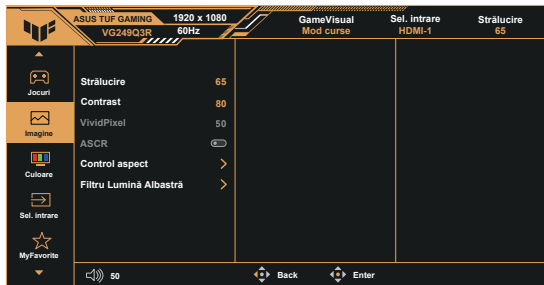 ASUS TUF GAMING 1920 x 1080
VG249Q3R 60Hz
GameVisual
Mod curse
Sel. intrare
HDMI-1
Strălucire
65
Jocuri
Imagine
Culoare
Sel. intrare
MyFavorite
Strălucire 65
Contrast 80
VividPixel 50
ASCR
Control aspect
Filtru Lumină Albastră
50
Back
Enter